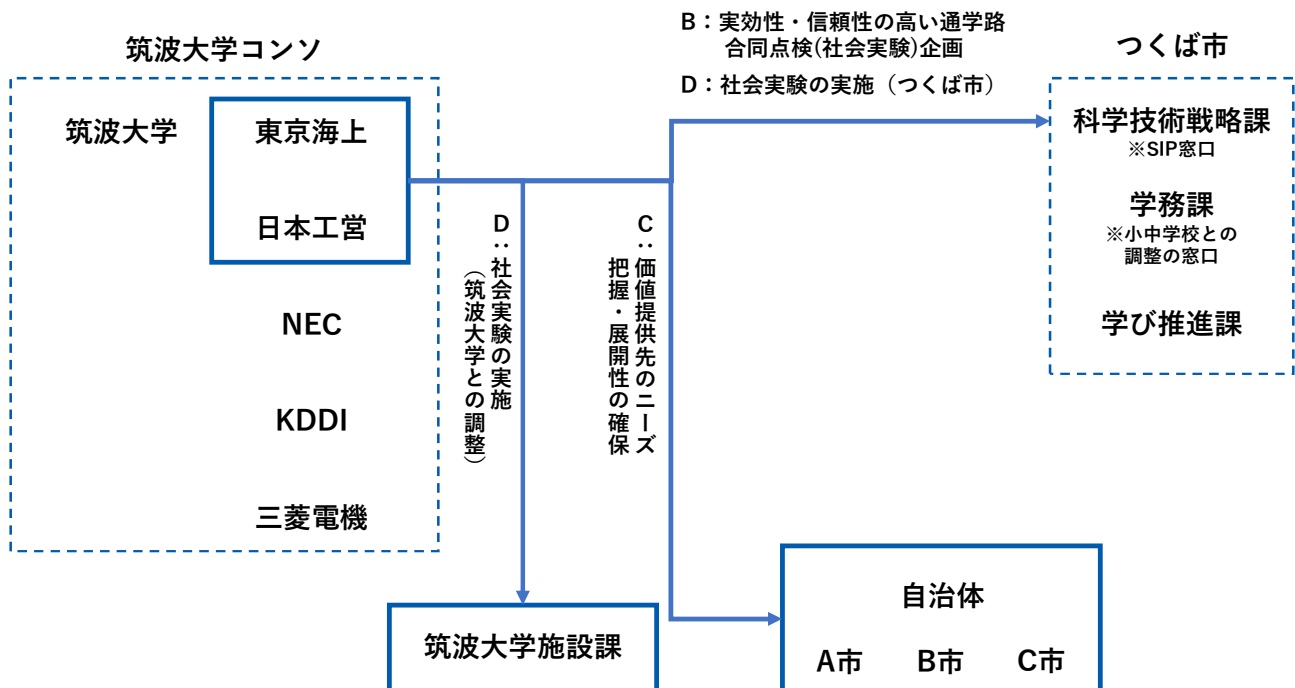 筑波大学コンソ
筑波大学
東京海上
日本工営
NEC
KDDI
三菱電機
B：実効性・信頼性の高い通学路
合同点検(社会実験)企画
D：社会実験の実施（つくば市）
D：社会実験の実施
（筑波大学との調整）
C：価値提供先のニーズ
把握・展開性の確保
つくば市
科学技術戦略課
※SIP窓口
学務課
※小中学校との
調整の窓口
学び推進課
筑波大学施設課
自治体
A市 B市 C市